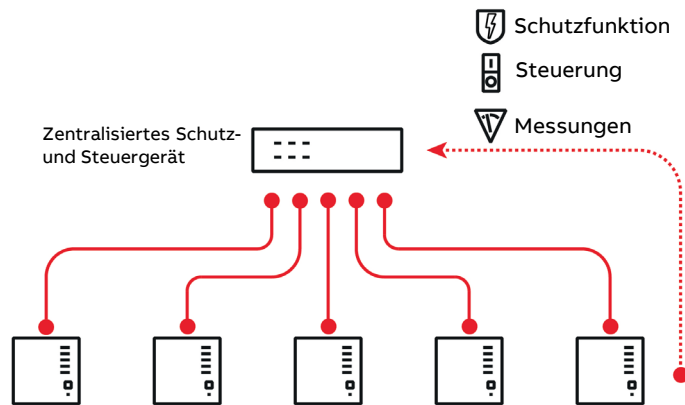 Schutzfunktion
Steuerung
Messungen
Zentralisiertes Schutz-
und Steuergerät